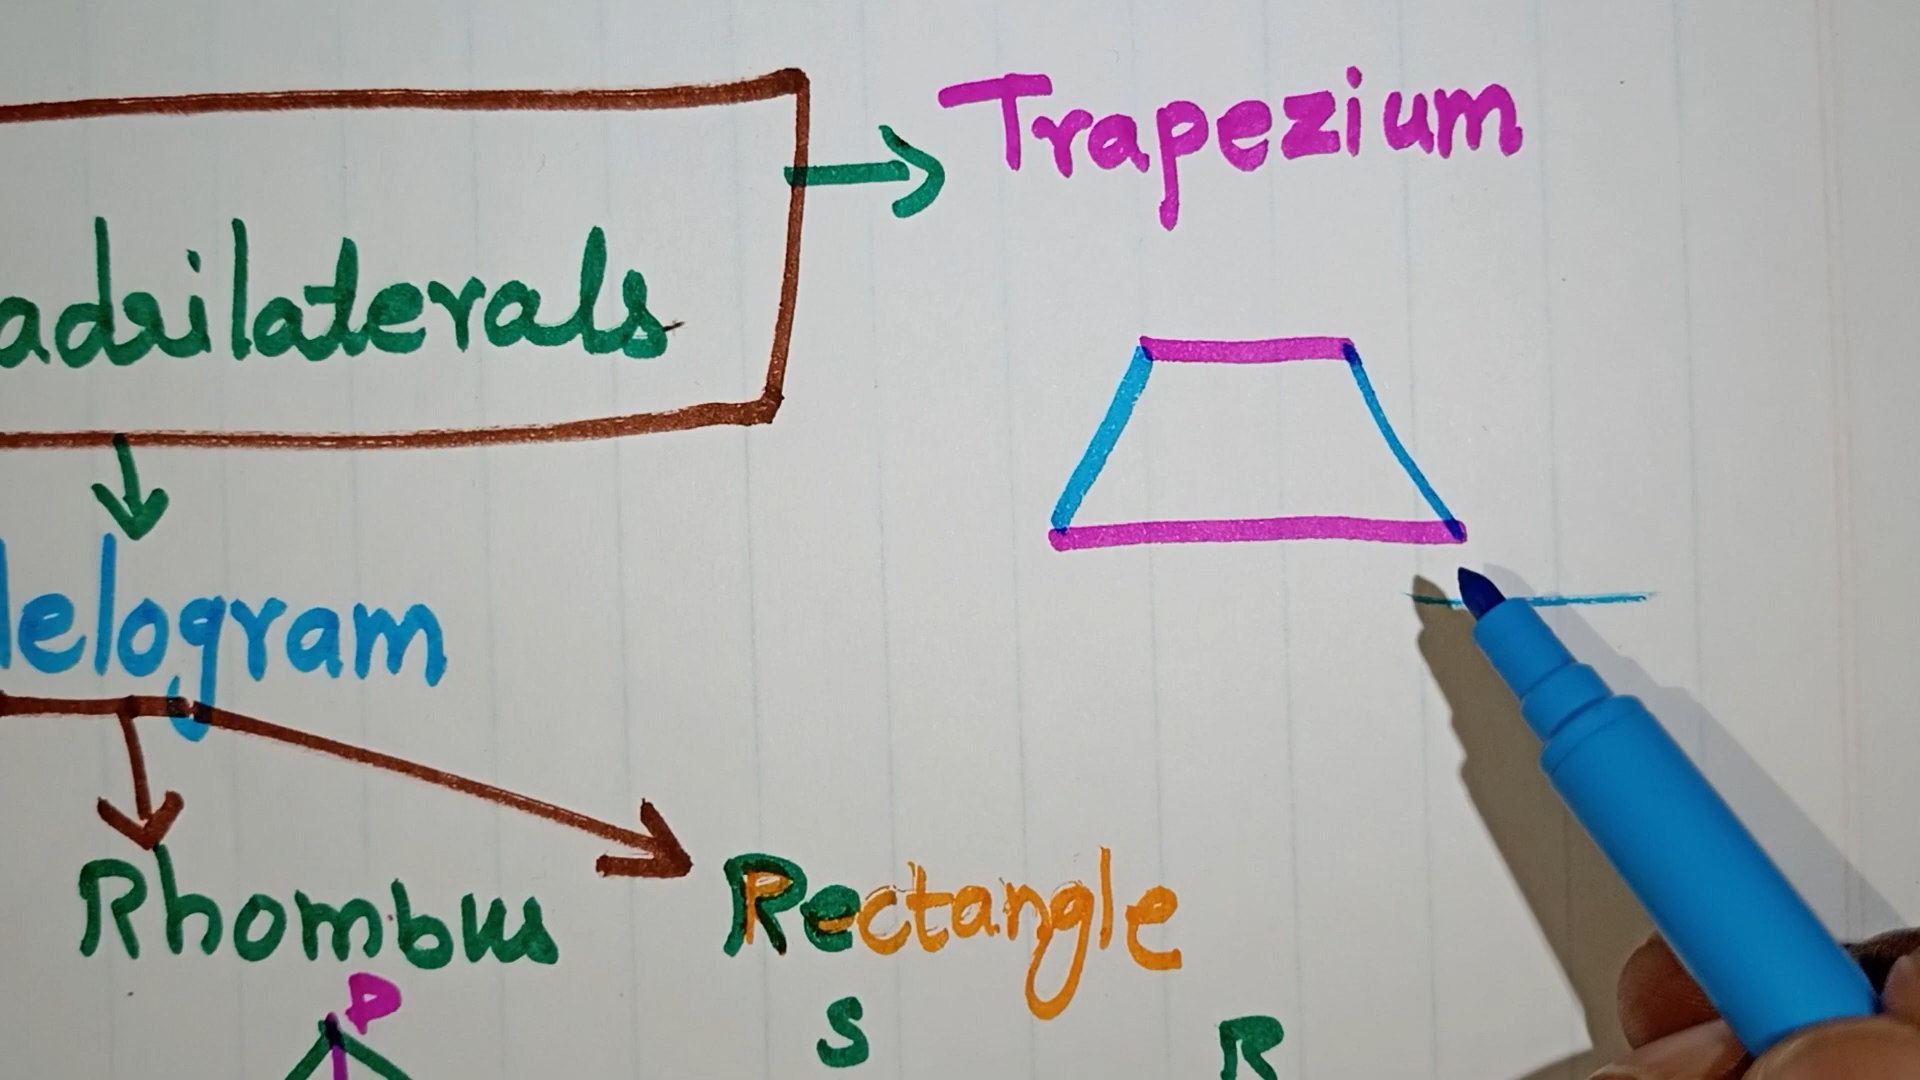 Trapezium
adrilaterals
lelogram
Rhombus
Rectangle
P
S
R